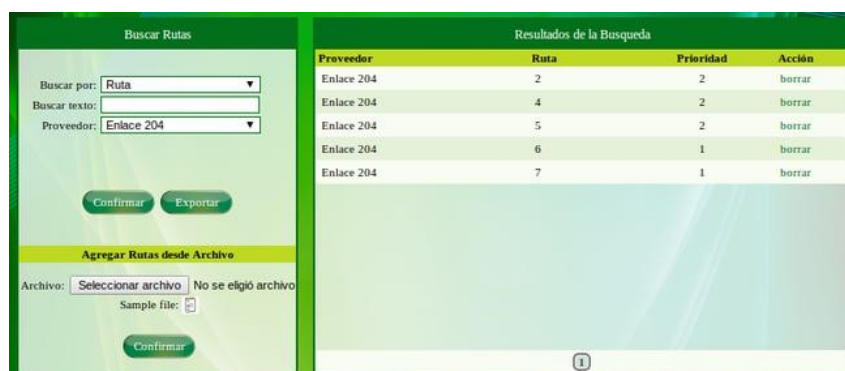 Buscar Rutas
Buscar por: Ruta
Buscar texto:
Proveedor: Enlace 204
Confirmar Exportar
Agregar Rutas desde Archivo
Archivo: Seleccionar archivo No se eligió archivo
Sample file:
Confirmar
Resultados de la Busqueda
Proveedor Ruta Prioridad Acción
Enlace 204 2 2 borrar
Enlace 204 4 2 borrar
Enlace 204 5 2 borrar
Enlace 204 6 1 borrar
Enlace 204 7 1 borrar
1